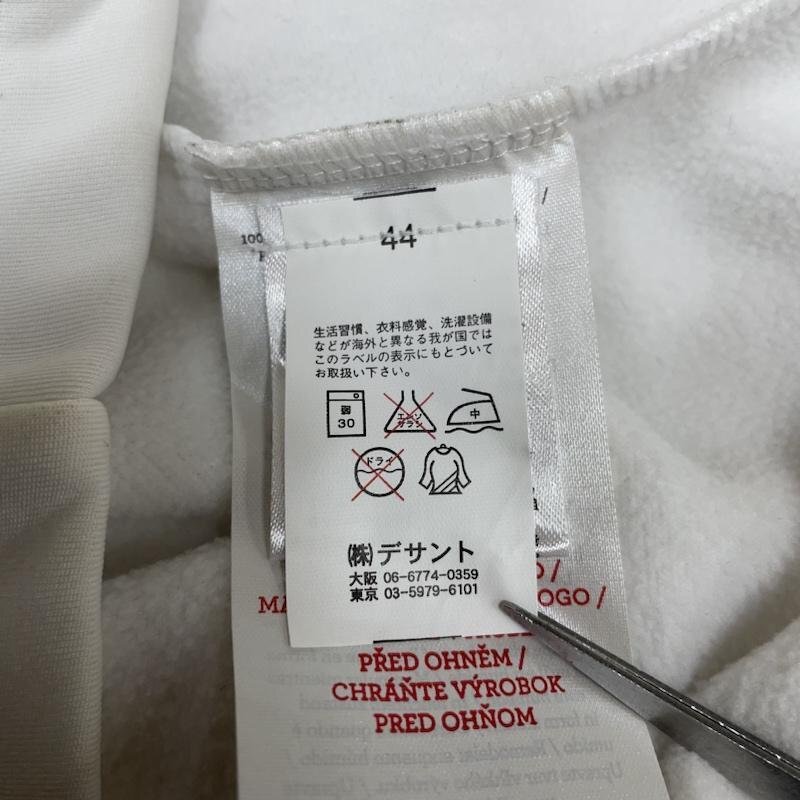 44
100
生活習慣、衣料感覚、洗濯設備
などが海外と異なる我が国では
このラベルの表示にもとづいて
お取扱い下さい。
弱
30
エンソ
サラシ
中
ドライ
(株)デサント
大阪 06-6774-0359
東京 03-5979-6101
MA
OGO /
PŘED OHNĚM /
CHRÁŇTE VÝROBOK
PRED OHŇOM